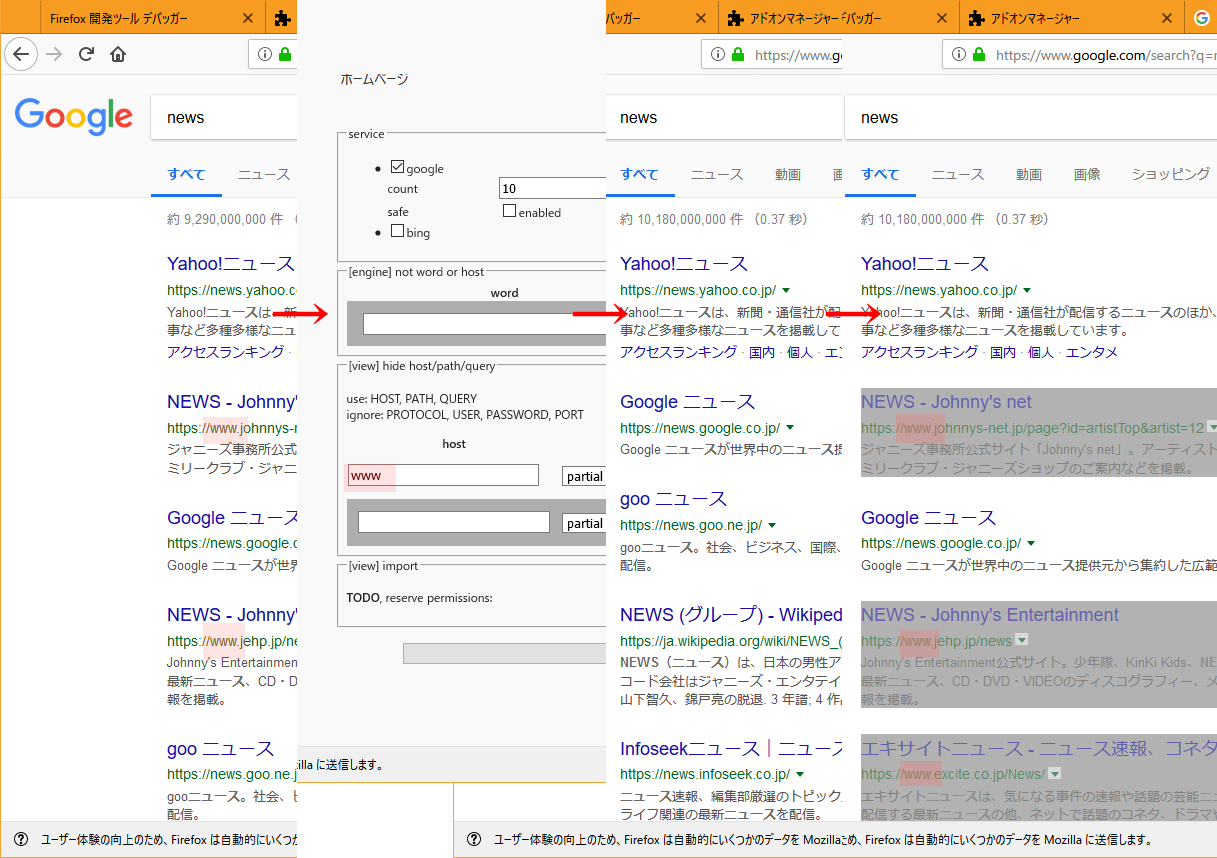 Firefox 開発ツール デバッガー
Google
news
すべて ニュース
約 9,290,000,000 件
Yahoo!ニュース
https://news.yahoo.c
Yahoo!ニュースは、新
事など多種多様なニュ
アクセスランキング ·
NEWS - Johnny'
https://www.johnnys-
ジャニーズ事務所公式
ミリークラブ・ジャニー
Google ニュース
https://news.google.c
Google ニュースが世界
NEWS - Johnny'
https://www.jehp.jp/ne
Johnny's Entertainmen
最新ニュース、CD・D
報を掲載。
goo ニュース
https://news.goo.ne.j
gooニュース。社会、ビ
配信。
ユーザー体験の向上のため、Firefox は自動的にいくつか
ホームページ
service
google
count 10
safe enabled
bing
[engine] not word or host
word
[view] hide host/path/query
use: HOST, PATH, QUERY
ignore: PROTOCOL, USER, PASSWORD, PORT
host
www partial
partial
[view] import
TODO, reserve permissions:
illa に送信します。
バッガー
アドオンマネージャーデバッガー
https://www.go
news
すべて ニュース 動画 画
約 10,180,000,000 件 （0.37 秒）
Yahoo!ニュース
https://news.yahoo.co.jp/
Yahoo!ニュースは、新聞・通信社が配
事など多種多様なニュースを掲載して
アクセスランキング · 国内 · 個人 · エン
Google ニュース
https://news.google.co.jp/
Google ニュースが世界中のニュース提
goo ニュース
https://news.goo.ne.jp/
gooニュース。社会、ビジネス、国際、
配信。
NEWS (グループ) - Wikiped
https://ja.wikipedia.org/wiki/NEWS_(
NEWS（ニュース）は、日本の男性ア
コード会社はジャニーズ・エンタテイ
山下智久、錦戸亮の脱退. 3 年譜; 4 作品
Infoseekニュース｜ニュース
https://news.infoseek.co.jp/
ニュース速報、編集部厳選のトピック
ライフ関連の最新ニュースを配信。
ユーザー体験の向上のため、Firefox は自動的にいくつかのデータを Mozillaため、Firefox は自動的にいくつかのデータを Mozilla に送信します。
アドオンマネージャー
https://www.google.com/search?q=n
news
すべて ニュース 動画 画像 ショッピング
約 10,180,000,000 件 （0.37 秒）
Yahoo!ニュース
https://news.yahoo.co.jp/
Yahoo!ニュースは、新聞・通信社が配信するニュースのほか、
事など多種多様なニュースを掲載しています。
アクセスランキング · 国内 · 個人 · エンタメ
NEWS - Johnny's net
https://www.johnnys-net.jp/page?id=artistTop&artist=12
ジャニーズ事務所公式サイト「Johnny's net」。アーティスト
ミリークラブ・ジャニーズショップのご案内などを掲載。
Google ニュース
https://news.google.co.jp/
Google ニュースが世界中のニュース提供元から集約した広範
NEWS - Johnny's Entertainment
https://www.jehp.jp/news
Johnny's Entertainment公式サイト。少年隊、KinKi Kids、NE
最新ニュース、CD・DVD・VIDEOのディスコグラフィー、メ
報を掲載。
エキサイトニュース - ニュース速報、コネタ
https://www.excite.co.jp/News/
エキサイトニュースは、気になる事件の速報や話題の芸能ニュ
配信する最新ニュースの他、ネットで話題のコネタ、ドラマや